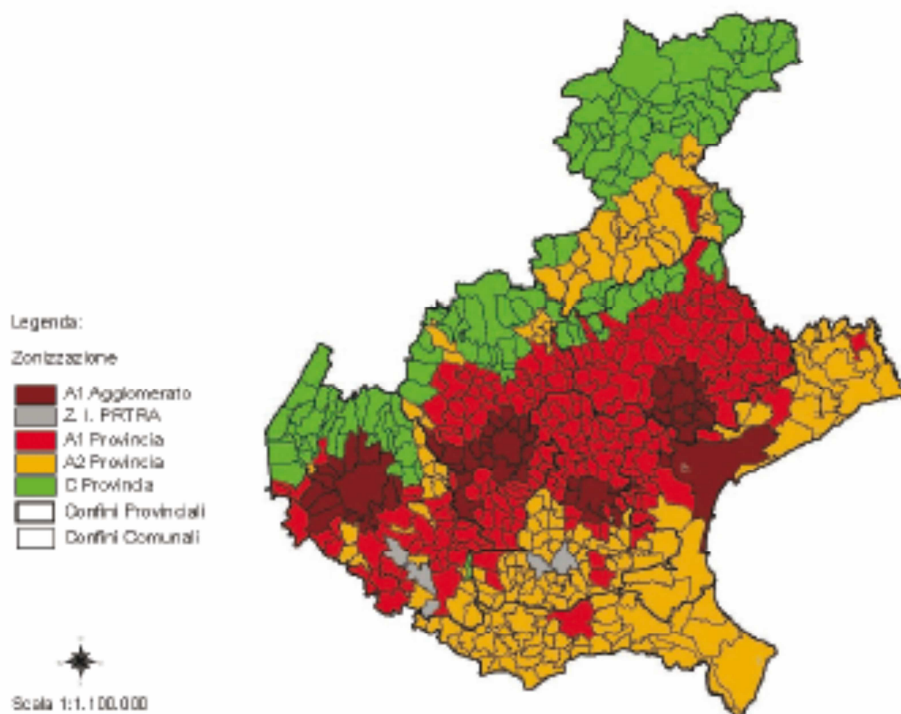 Legenda:
Zonizzazione
A1 Agglomerato
Z. I. PRTRA
A1 Provincia
A2 Provincia
C Provincia
Confini Provinciali
Confini Comunali
Scala 1:1.100.000